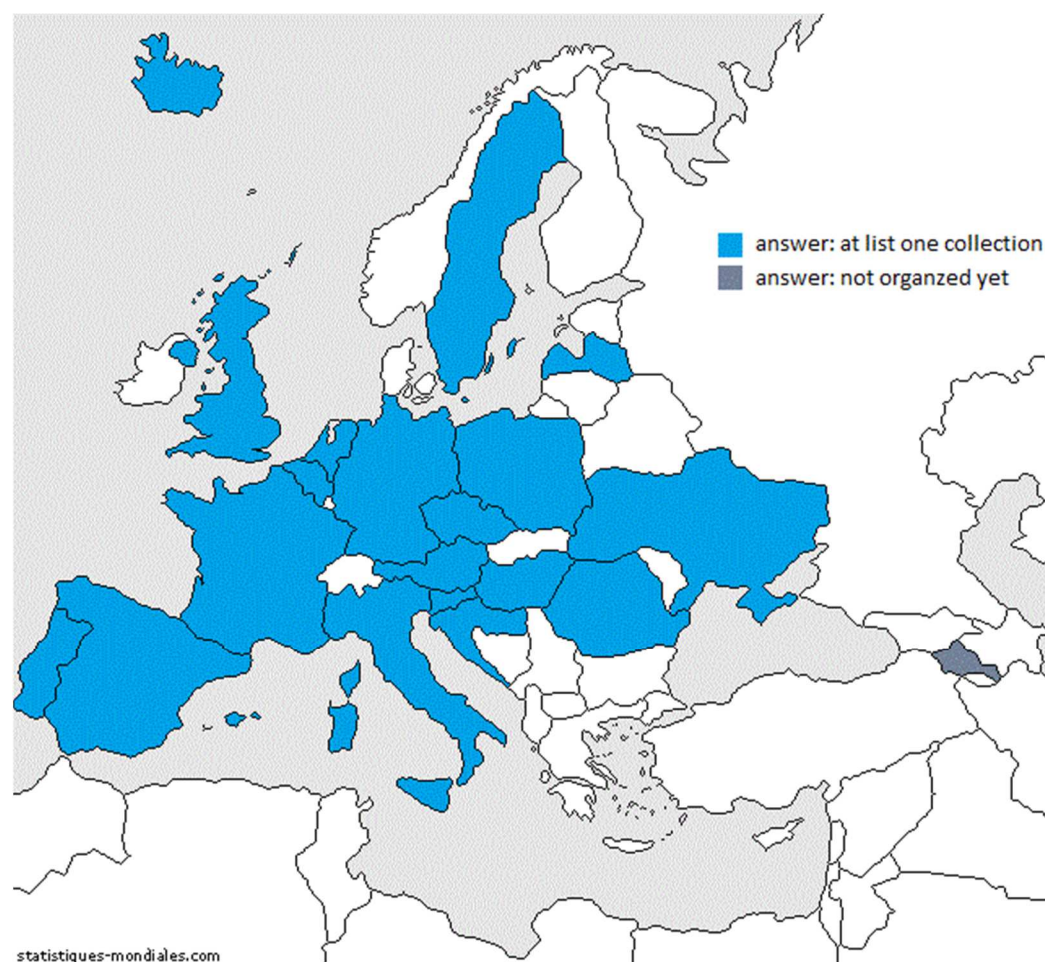 answer: at list one collection
answer: not organzed yet
statistiques-mondiales.com